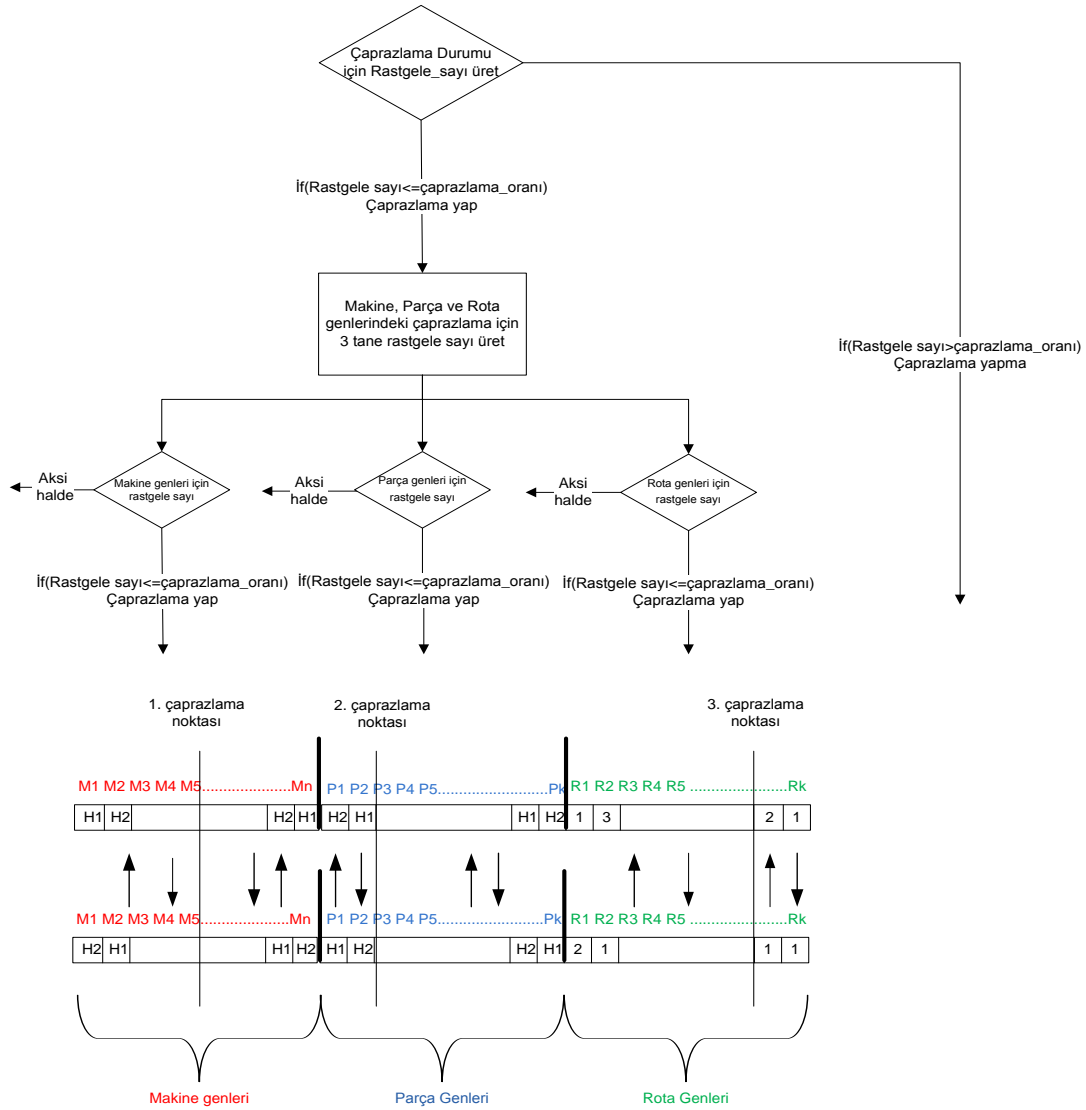 Çaprazlama Durumu
için Rastgele_sayı üret
İf(Rastgele sayı<=çaprazlama_oranı)
Çaprazlama yap
Makine, Parça ve Rota
genlerindeki çaprazlama için
3 tane rastgele sayı üret
İf(Rastgele sayı>çaprazlama_oranı)
Çaprazlama yapma
Aksi
halde
Makine genleri için
rastgele sayı
Aksi
halde
Parça genleri için
rastgele sayı
Aksi
halde
Rota genleri için
rastgele sayı
İf(Rastgele sayı<=çaprazlama_oranı)
Çaprazlama yap
İf(Rastgele sayı<=çaprazlama_oranı)
Çaprazlama yap
İf(Rastgele sayı<=çaprazlama_oranı)
Çaprazlama yap
1. çaprazlama
noktası
2. çaprazlama
noktası
3. çaprazlama
noktası
M1 M2 M3 M4 M5.....................Mn P1 P2 P3 P4 P5..........................Pk R1 R2 R3 R4 R5 .........................Rk
H1 H2 H2 H1 H2 H1 H1 H2 1 3 2 1
M1 M2 M3 M4 M5.....................Mn P1 P2 P3 P4 P5..........................Pk R1 R2 R3 R4 R5 .........................Rk
H2 H1 H1 H2 H1 H2 H2 H1 2 1 1 1
Makine genleri Parça Genleri Rota Genleri